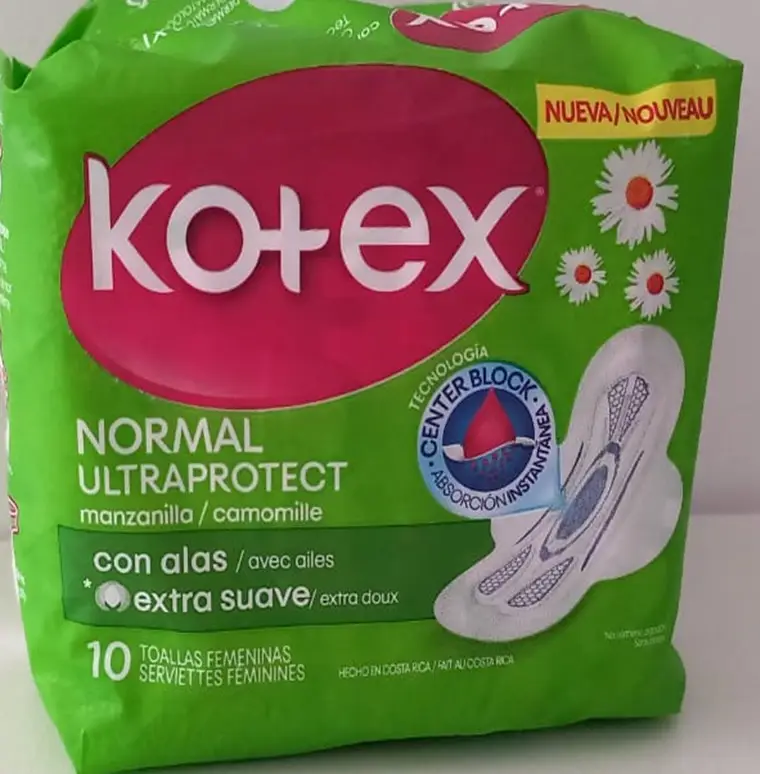 NUEVA/NOUVEAU
kotex
TECNOLOGÍA
CENTER BLOCK
ABSORCIÓN INSTANTÁNEA
NORMAL
ULTRAPROTECT
manzanilla / camomille
con alas / avec ailes
*extra suave/ extra doux
10 TOALLAS FEMENINAS
SERVIETTES FÉMININES
HECHO EN COSTA RICA / FAIT AU COSTA RICA